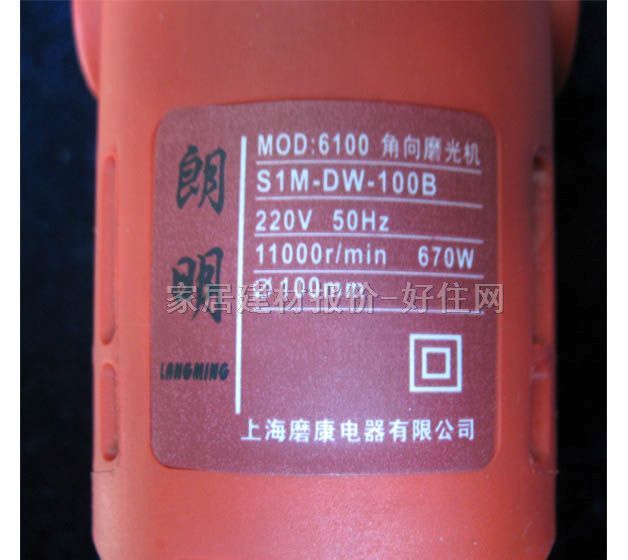 朗明
LANGMING
MOD:6100 角向磨光机
S1M-DW-100B
220V 50Hz
11000r/min 670W
Ø100mm
家居建材报价-好住网
上海磨康电器有限公司